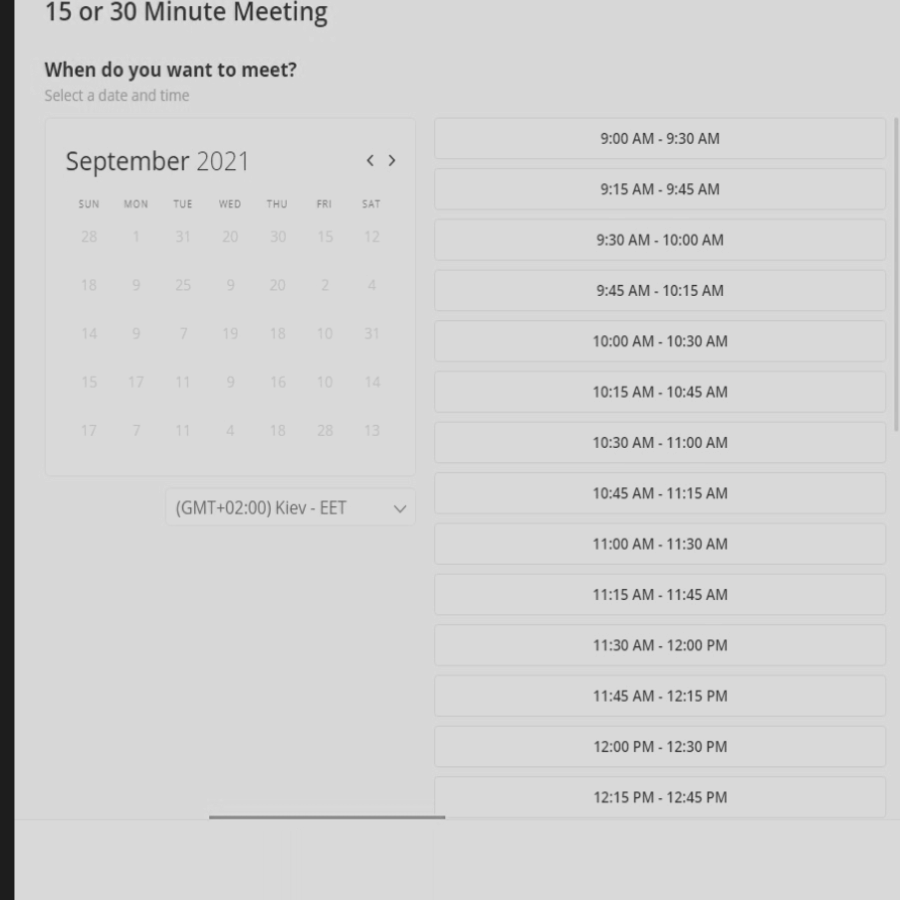 15 or 30 Minute Meeting
When do you want to meet?
Select a date and time
September 2021
SUN MON TUE WED THU FRI SAT
28 1 31 20 30 15 12
18 9 25 9 20 2 4
14 9 7 19 18 10 31
15 17 11 9 16 10 14
17 7 11 4 18 28 13
(GMT+02:00) Kiev - EET
9:00 AM - 9:30 AM
9:15 AM - 9:45 AM
9:30 AM - 10:00 AM
9:45 AM - 10:15 AM
10:00 AM - 10:30 AM
10:15 AM - 10:45 AM
10:30 AM - 11:00 AM
10:45 AM - 11:15 AM
11:00 AM - 11:30 AM
11:15 AM - 11:45 AM
11:30 AM - 12:00 PM
11:45 AM - 12:15 PM
12:00 PM - 12:30 PM
12:15 PM - 12:45 PM